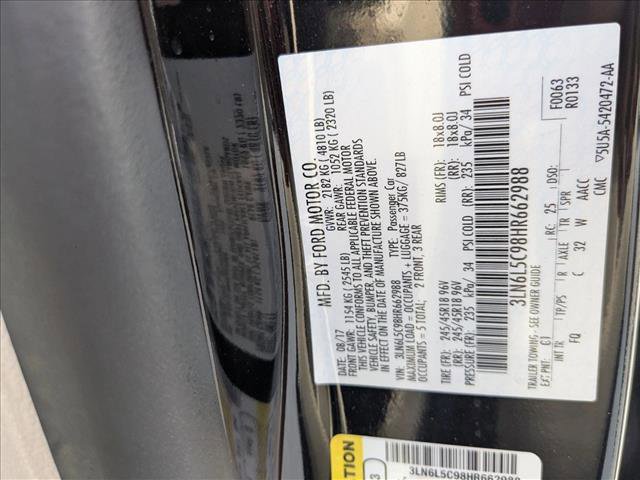 MFD. BY FORD MOTOR CO.
DATE: 08/17 GVWR: 2182 KG ( 4810 LB)
FRONT GAWR: 1154 KG ( 2545 LB) REAR GAWR: 1052 KG ( 2320 LB)
THIS VEHICLE CONFORMS TO ALL APPLICABLE FEDERAL MOTOR
VEHICLE SAFETY, BUMPER, AND THEFT PREVENTION STANDARDS
IN EFFECT ON THE DATE OF MANUFACTURE SHOWN ABOVE.
VIN: 3LN6L5C98HR662988 TYPE: Passenger Car
MAXIMUM LOAD = OCCUPANTS + LUGGAGE = 375KG/ 827LB
OCCUPANTS = 5 TOTAL, 2 FRONT, 3 REAR
TIRE (FR): 245/45R18 96V RIMS (FR): 18x8.0J
(RR): 245/45R18 96V (RR): 18x8.0J
PRESSURE (FR): 235 kPa/ 34 PSI COLD (RR): 235 kPa/ 34 PSI COLD
3LN6L5C98HR662988
F0063
R0133
TRAILER TOWING - SEE OWNER GUIDE
EXT PNT: G1 RC: 25 DSO:
INT TR TP/PS R AXLE TR SPR
FQ C 32 W AACC
CMC 5U5A-5420472-AA
3LN6L5C98HR662988